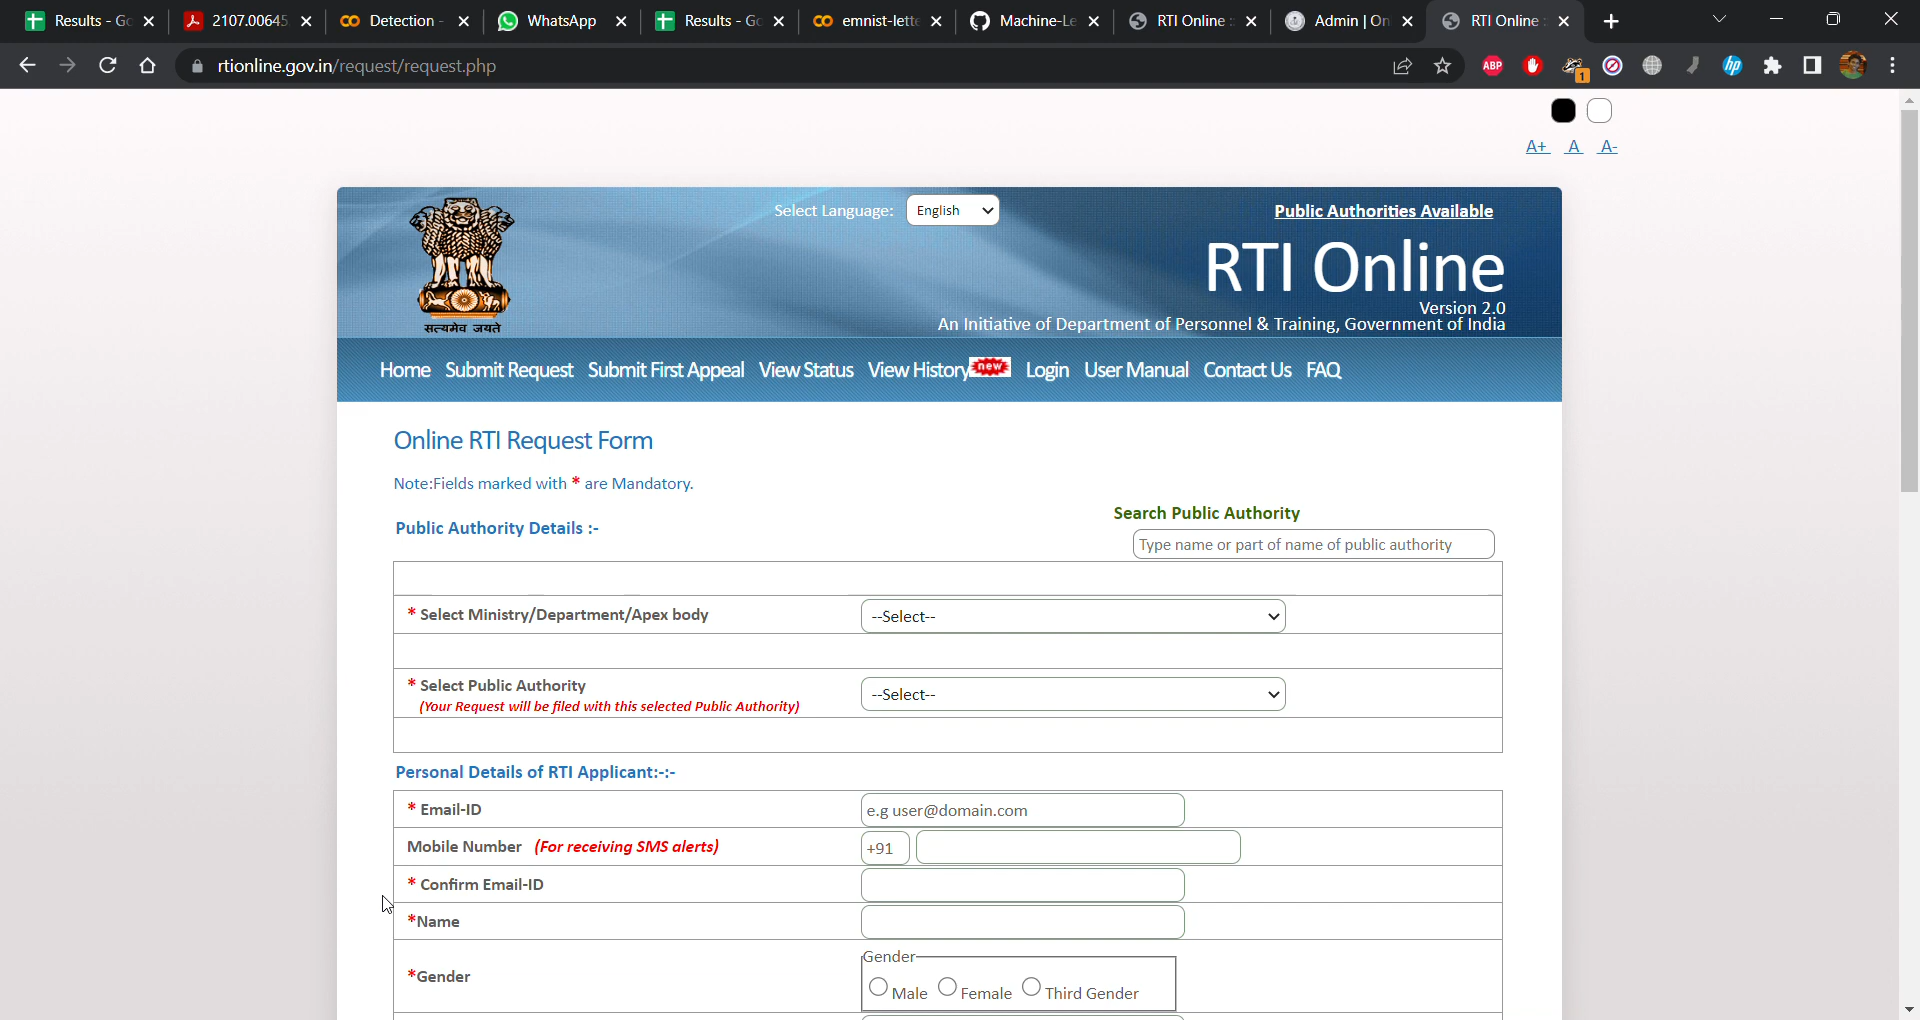 Results - Go
2107.00645
Detection -
WhatsApp
Results - Go
emnist-lette
Machine-Le
RTI Online ::
Admin | On
RTI Online ::
rtionline.gov.in/request/request.php
ABP
1
hp
A+ A A-
Select Language: English
Public Authorities Available
RTI Online
Version 2.0
An Initiative of Department of Personnel & Training, Government of India
सत्यमेव जयते
Home Submit Request Submit First Appeal View Status View History new Login User Manual Contact Us FAQ
Online RTI Request Form
Note:Fields marked with * are Mandatory.
Search Public Authority
Public Authority Details :-
Type name or part of name of public authority
* Select Ministry/Department/Apex body --Select--
* Select Public Authority --Select--
(Your Request will be filed with this selected Public Authority)
Personal Details of RTI Applicant:-:-
* Email-ID e.g user@domain.com
Mobile Number (For receiving SMS alerts) +91
* Confirm Email-ID
*Name
Gender
*Gender
Male Female Third Gender